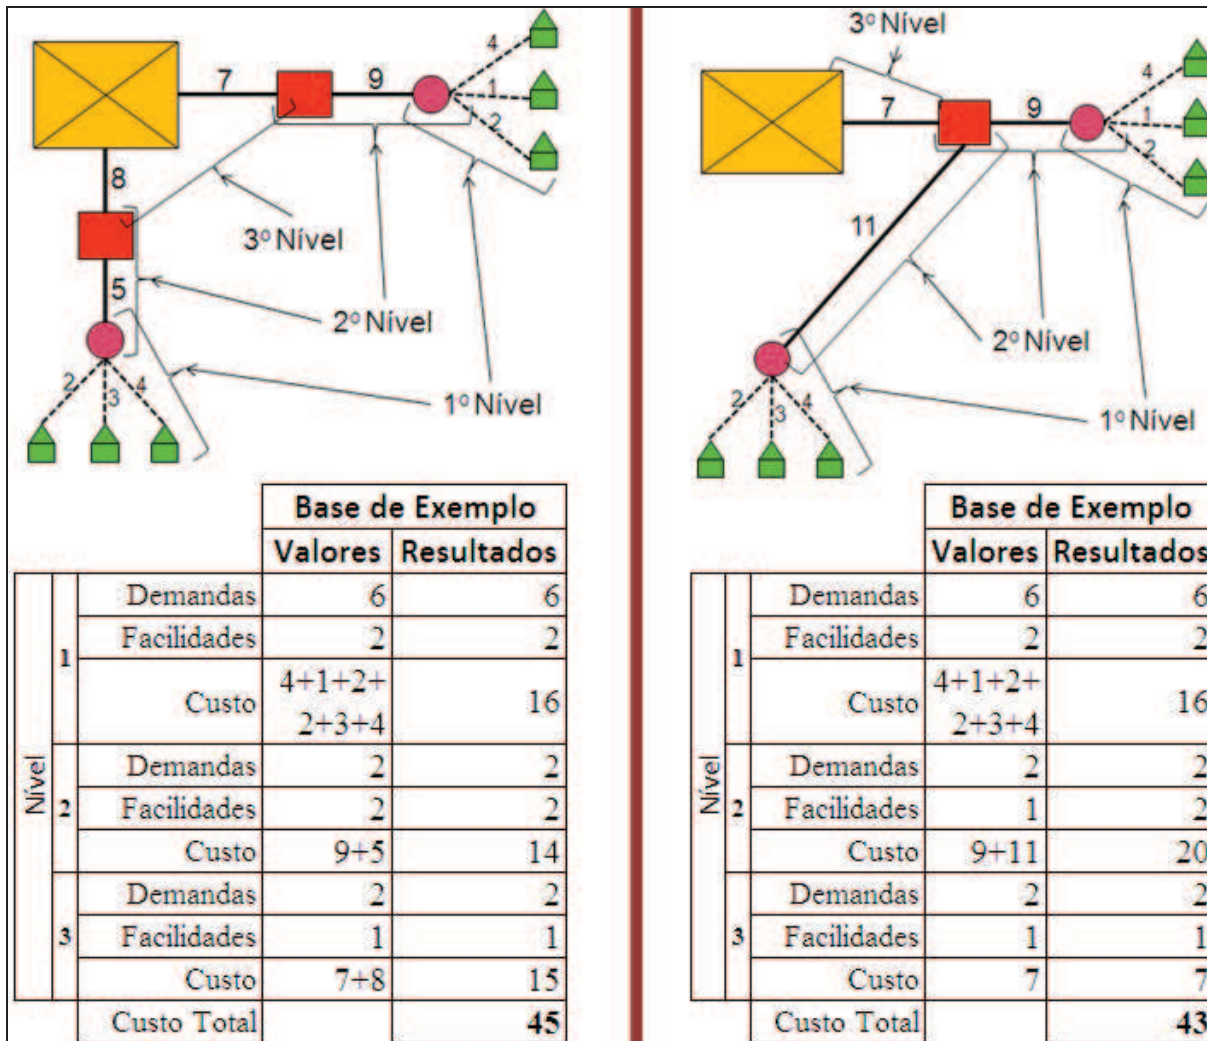 7
9
4
1
2
8
3º Nível
5
2º Nível
2
3
4
1º Nível
Base de Exemplo
Valores Resultados
Nível
1
Demandas 6 6
Facilidades 2 2
Custo 4+1+2+ 2+3+4 16
2
Demandas 2 2
Facilidades 2 2
Custo 9+5 14
3
Demandas 2 2
Facilidades 1 1
Custo 7+8 15
Custo Total 45
3º Nível
7
9
4
1
2
11
2º Nível
2
3
4
1º Nível
Base de Exemplo
Valores Resultados
Nível
1
Demandas 6 6
Facilidades 2 2
Custo 4+1+2+ 2+3+4 16
2
Demandas 2 2
Facilidades 1 2
Custo 9+11 20
3
Demandas 2 2
Facilidades 1 1
Custo 7 7
Custo Total 43